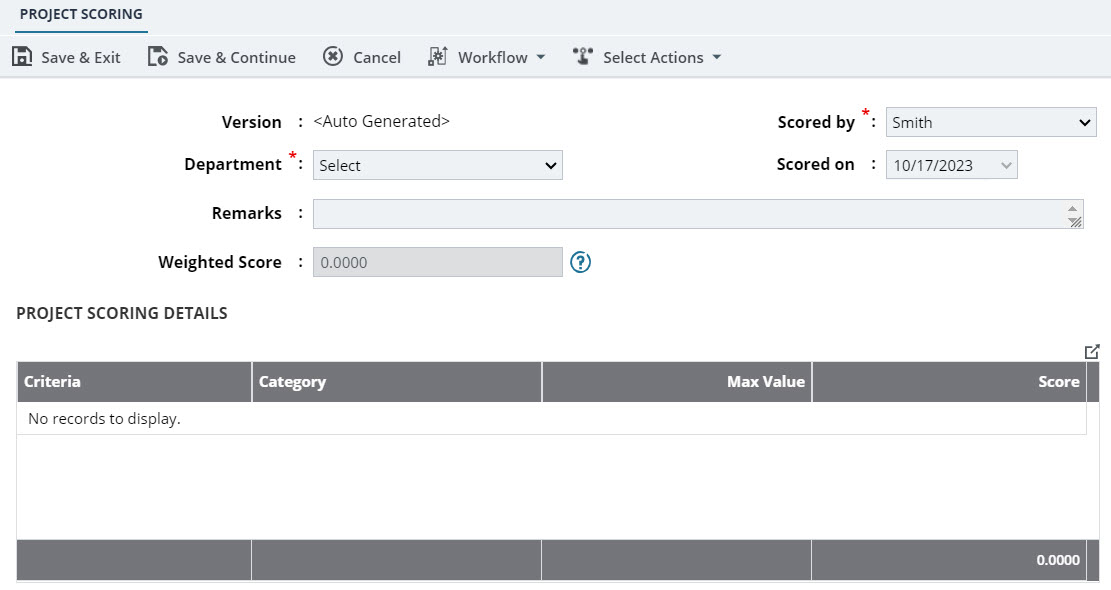 PROJECT SCORING
Save & Exit Save & Continue Cancel Workflow Select Actions
Version : <Auto Generated> Scored by *: Smith
Department *: Select Scored on : 10/17/2023
Remarks :
Weighted Score : 0.0000 ?
PROJECT SCORING DETAILS
Criteria Category Max Value Score
No records to display.
0.0000